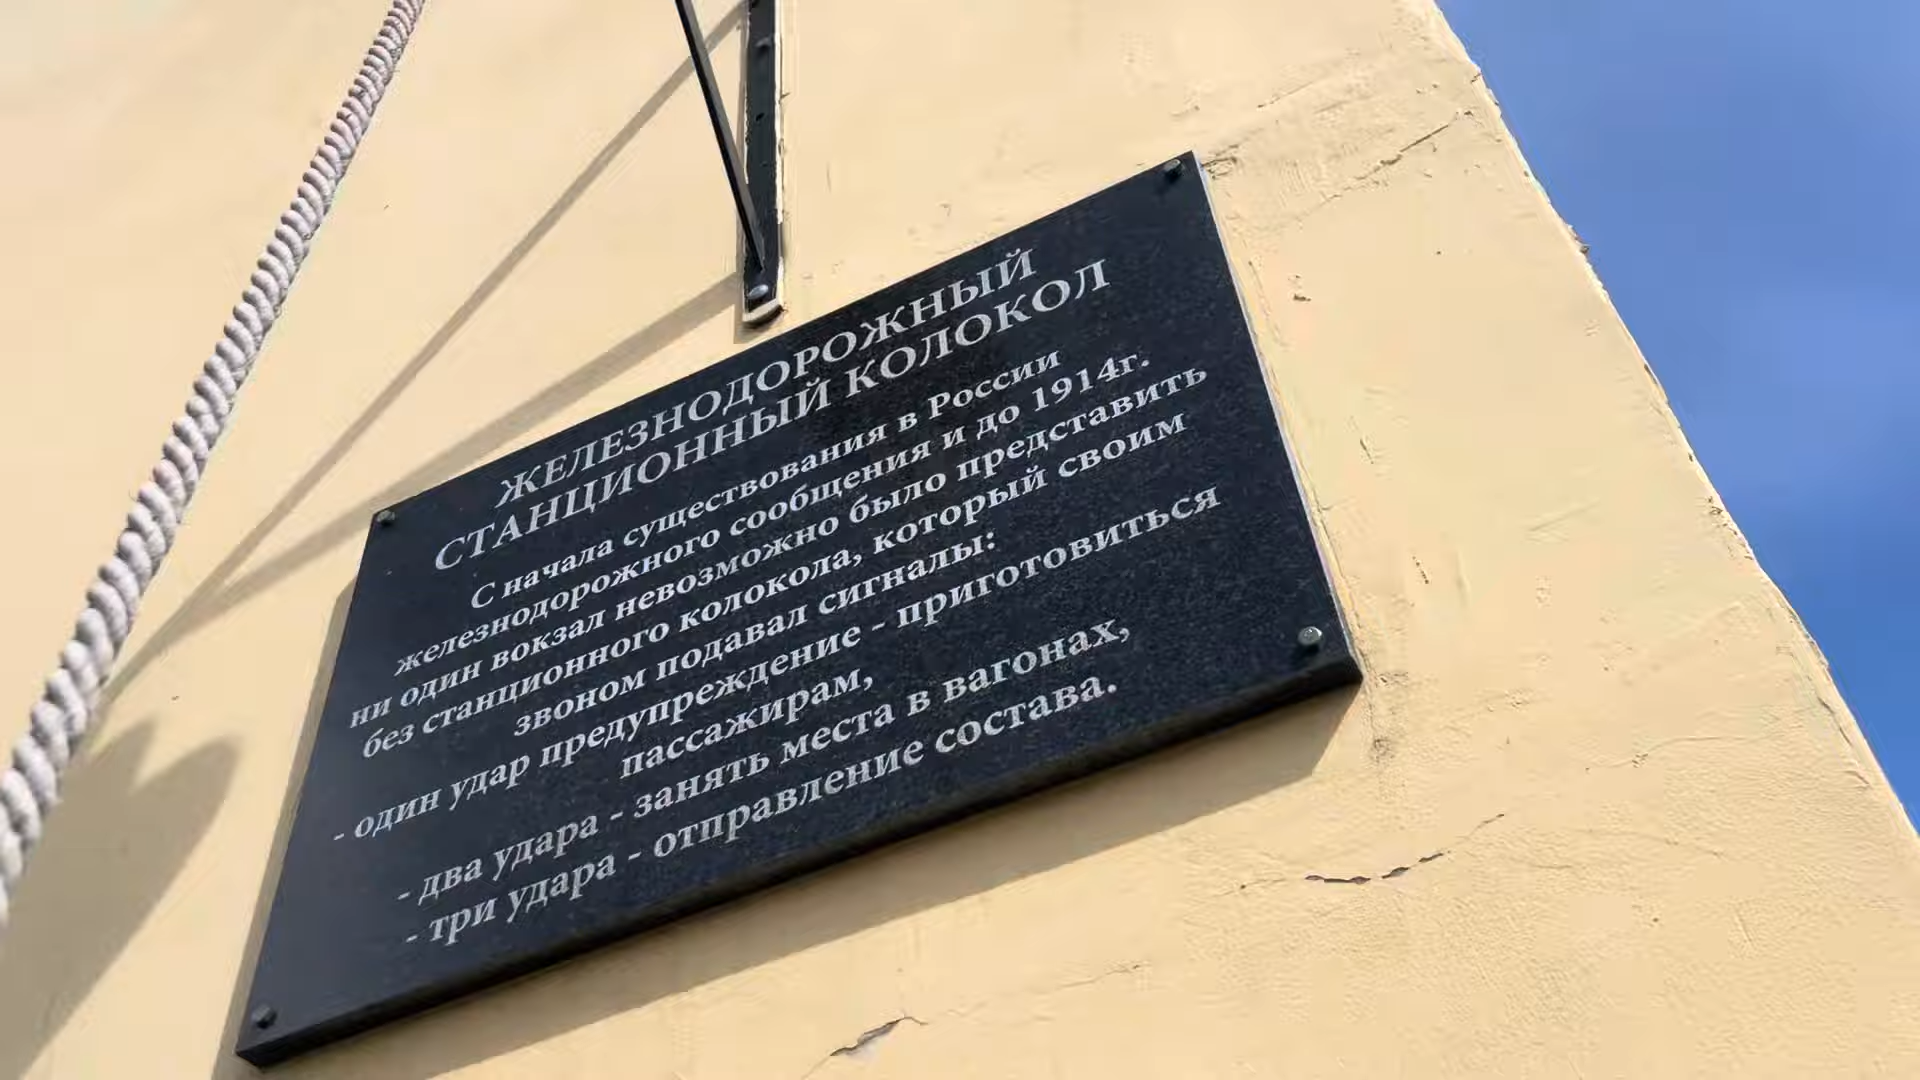 ЖЕЛЕЗНОДОРОЖНЫЙ
СТАНЦИОННЫЙ КОЛОКОЛ
С начала существования в России
железнодорожного сообщения и до 1914г.
ни один вокзал невозможно было представить
без станционного колокола, который своим
звоном подавал сигналы:
- один удар предупреждение - приготовиться
пассажирам,
- два удара - занять места в вагонах,
- три удара - отправление состава.